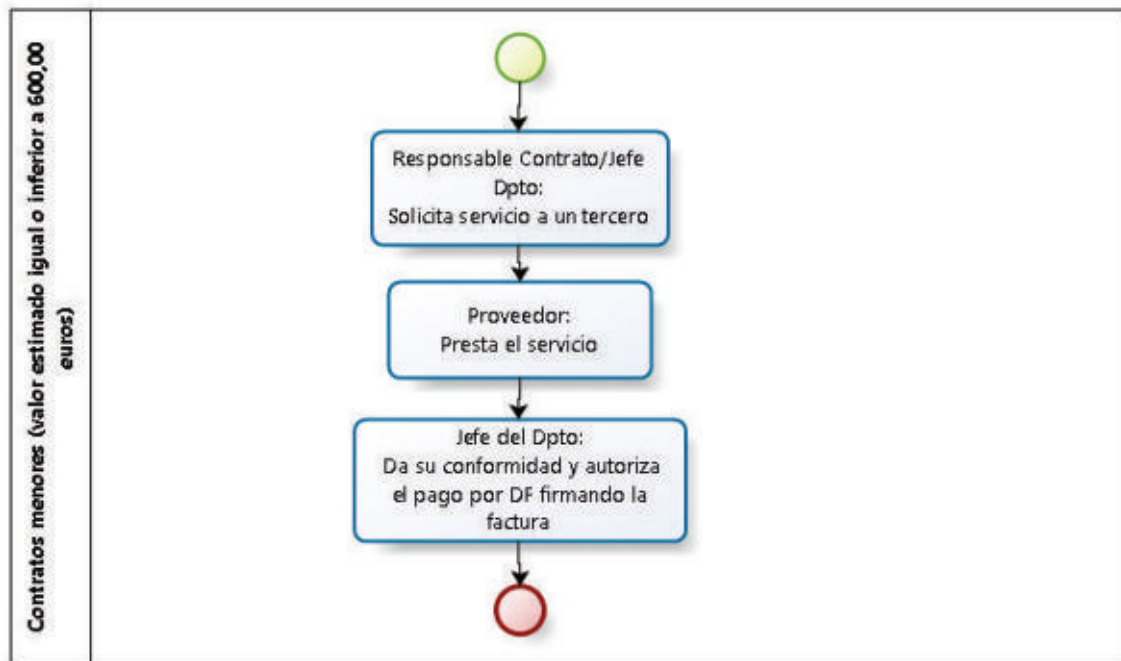 Contratos menores (valor estimado igual o inferior a 600,00
euros)
Responsable Contrato/Jefe
Dpto:
Solicita servicio a un tercero
Proveedor:
Presta el servicio
Jefe del Dpto:
Da su conformidad y autoriza
el pago por DF firmando la
factura